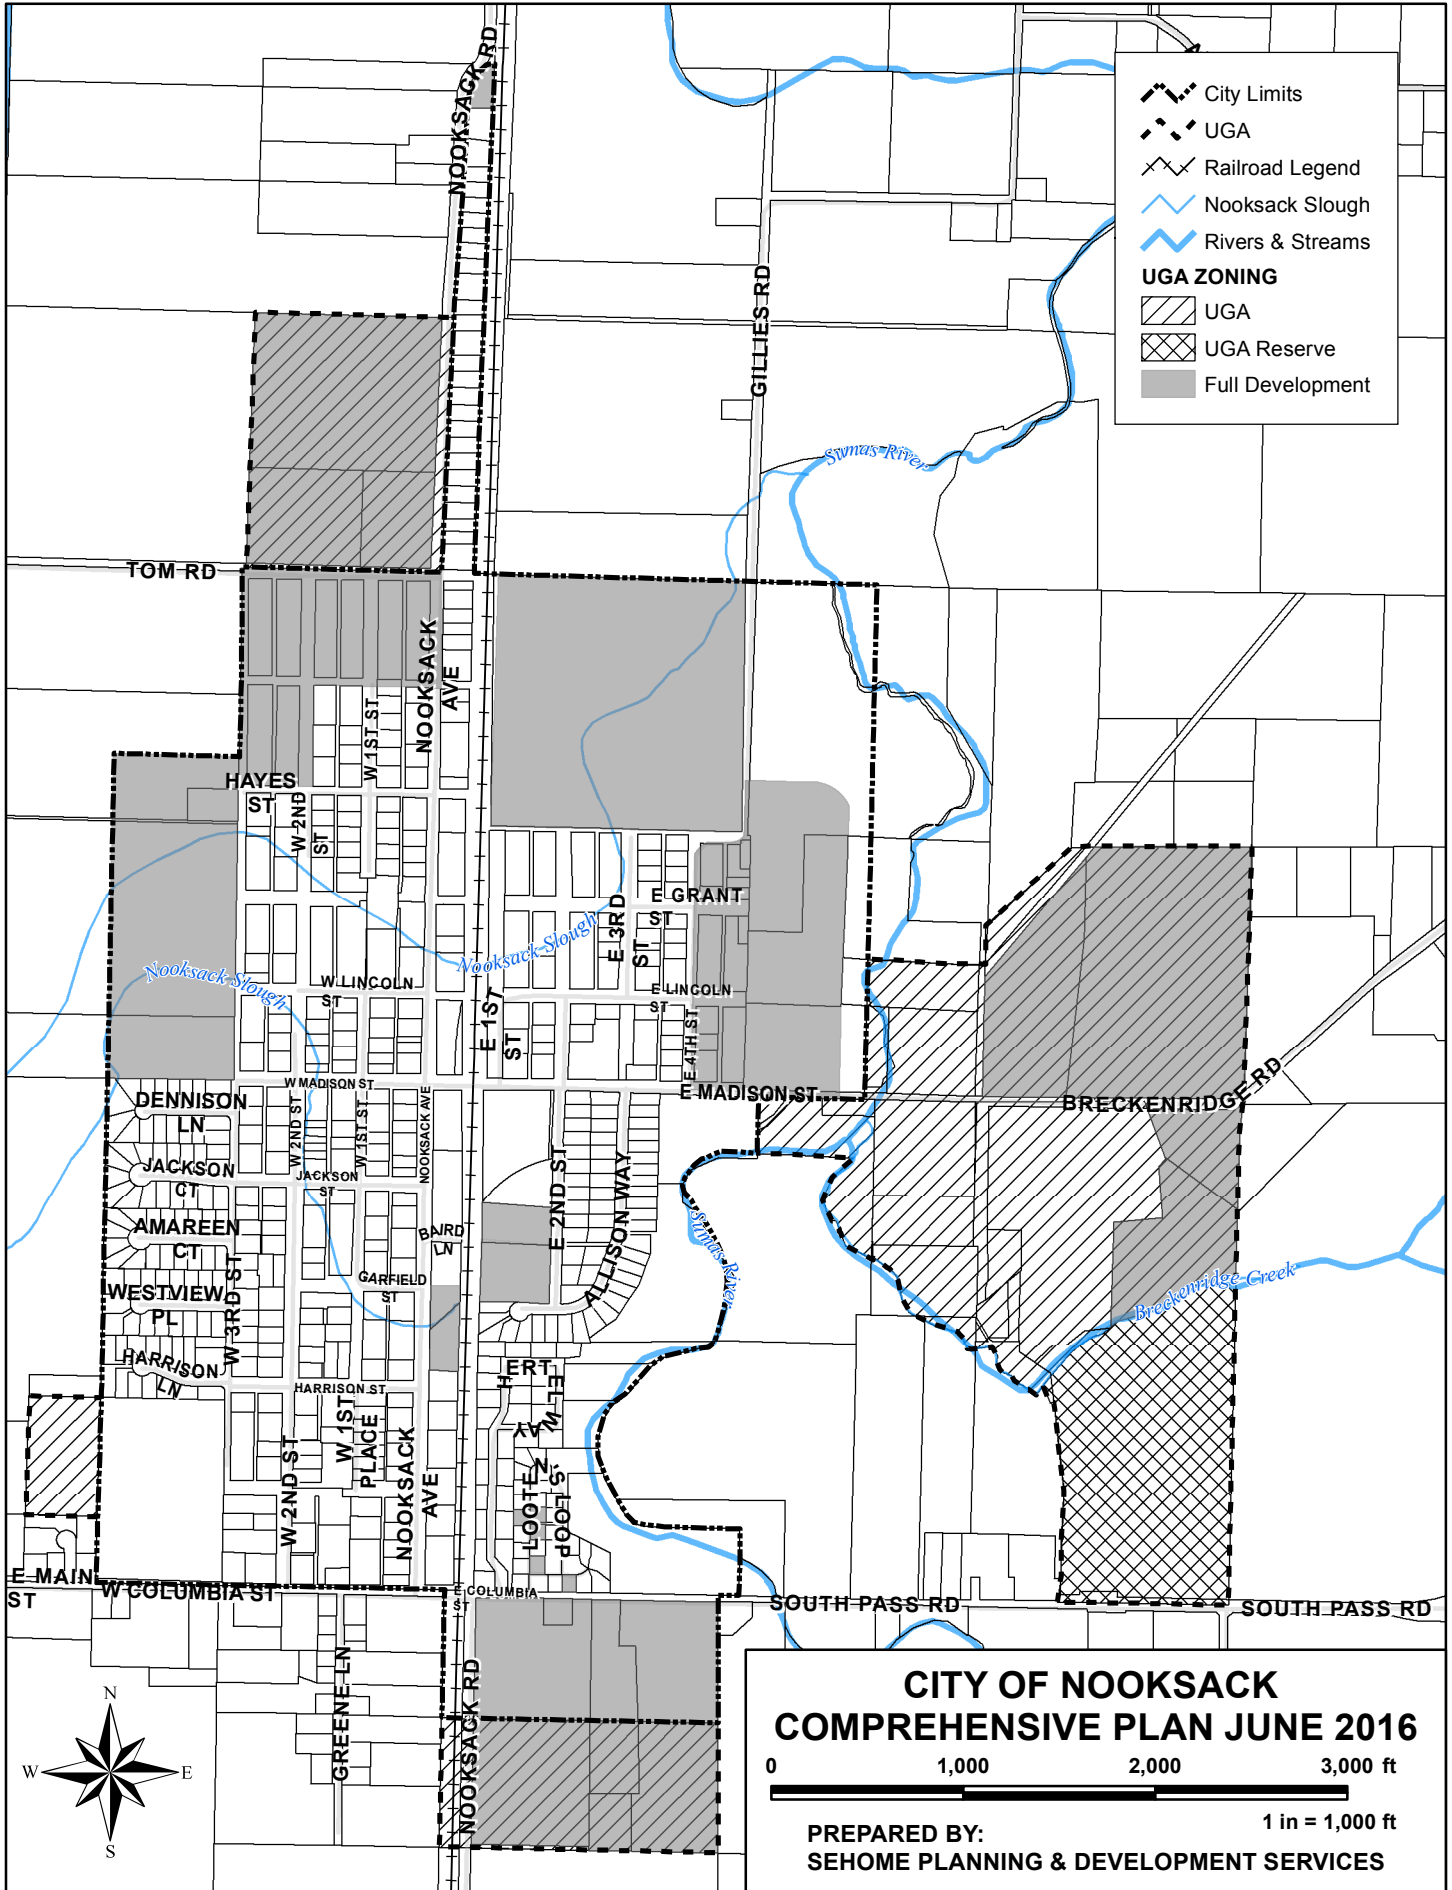 NOOKSACK RD
City Limits
UGA
Railroad Legend
Nooksack Slough
Rivers & Streams
UGA ZONING
UGA
UGA Reserve
Full Development
GILLIES RD
Sumas River
TOM RD
NOOKSACK
AVE
W 1ST ST
HAYES
ST
W 2ND
ST
E GRANT
ST
E 3RD
ST
Nooksack Slough
Nooksack Slough
W LINCOLN
ST
E LINCOLN
ST
E 1ST
ST
E 4TH ST
W MADISON ST
E MADISON ST
BRECKENRIDGE RD
DENNISON
LN
W 2ND ST
W 1ST ST
NOOKSACK AVE
JACKSON
CT
JACKSON
ST
E 2ND ST
ALLISON WAY
AMAREEN
CT
BAIRD
LN
Sumas River
W 3RD ST
GARFIELD
ST
WESTVIEW
PL
Breckenridge Creek
HARRISON
LN
HARRISON ST
HERTEL WAY
W 1ST
PLACE
NOOKSACK
AVE
W 2ND ST
LOOTEN'S LOOP
E MAIN
ST
W COLUMBIA ST
E COLUMBIA
ST
SOUTH PASS RD
SOUTH PASS RD
GREENE LN
NOOKSACK RD
N
W
E
S
CITY OF NOOKSACK
COMPREHENSIVE PLAN JUNE 2016
0 1,000 2,000 3,000 ft
1 in = 1,000 ft
PREPARED BY:
SEHOME PLANNING & DEVELOPMENT SERVICES